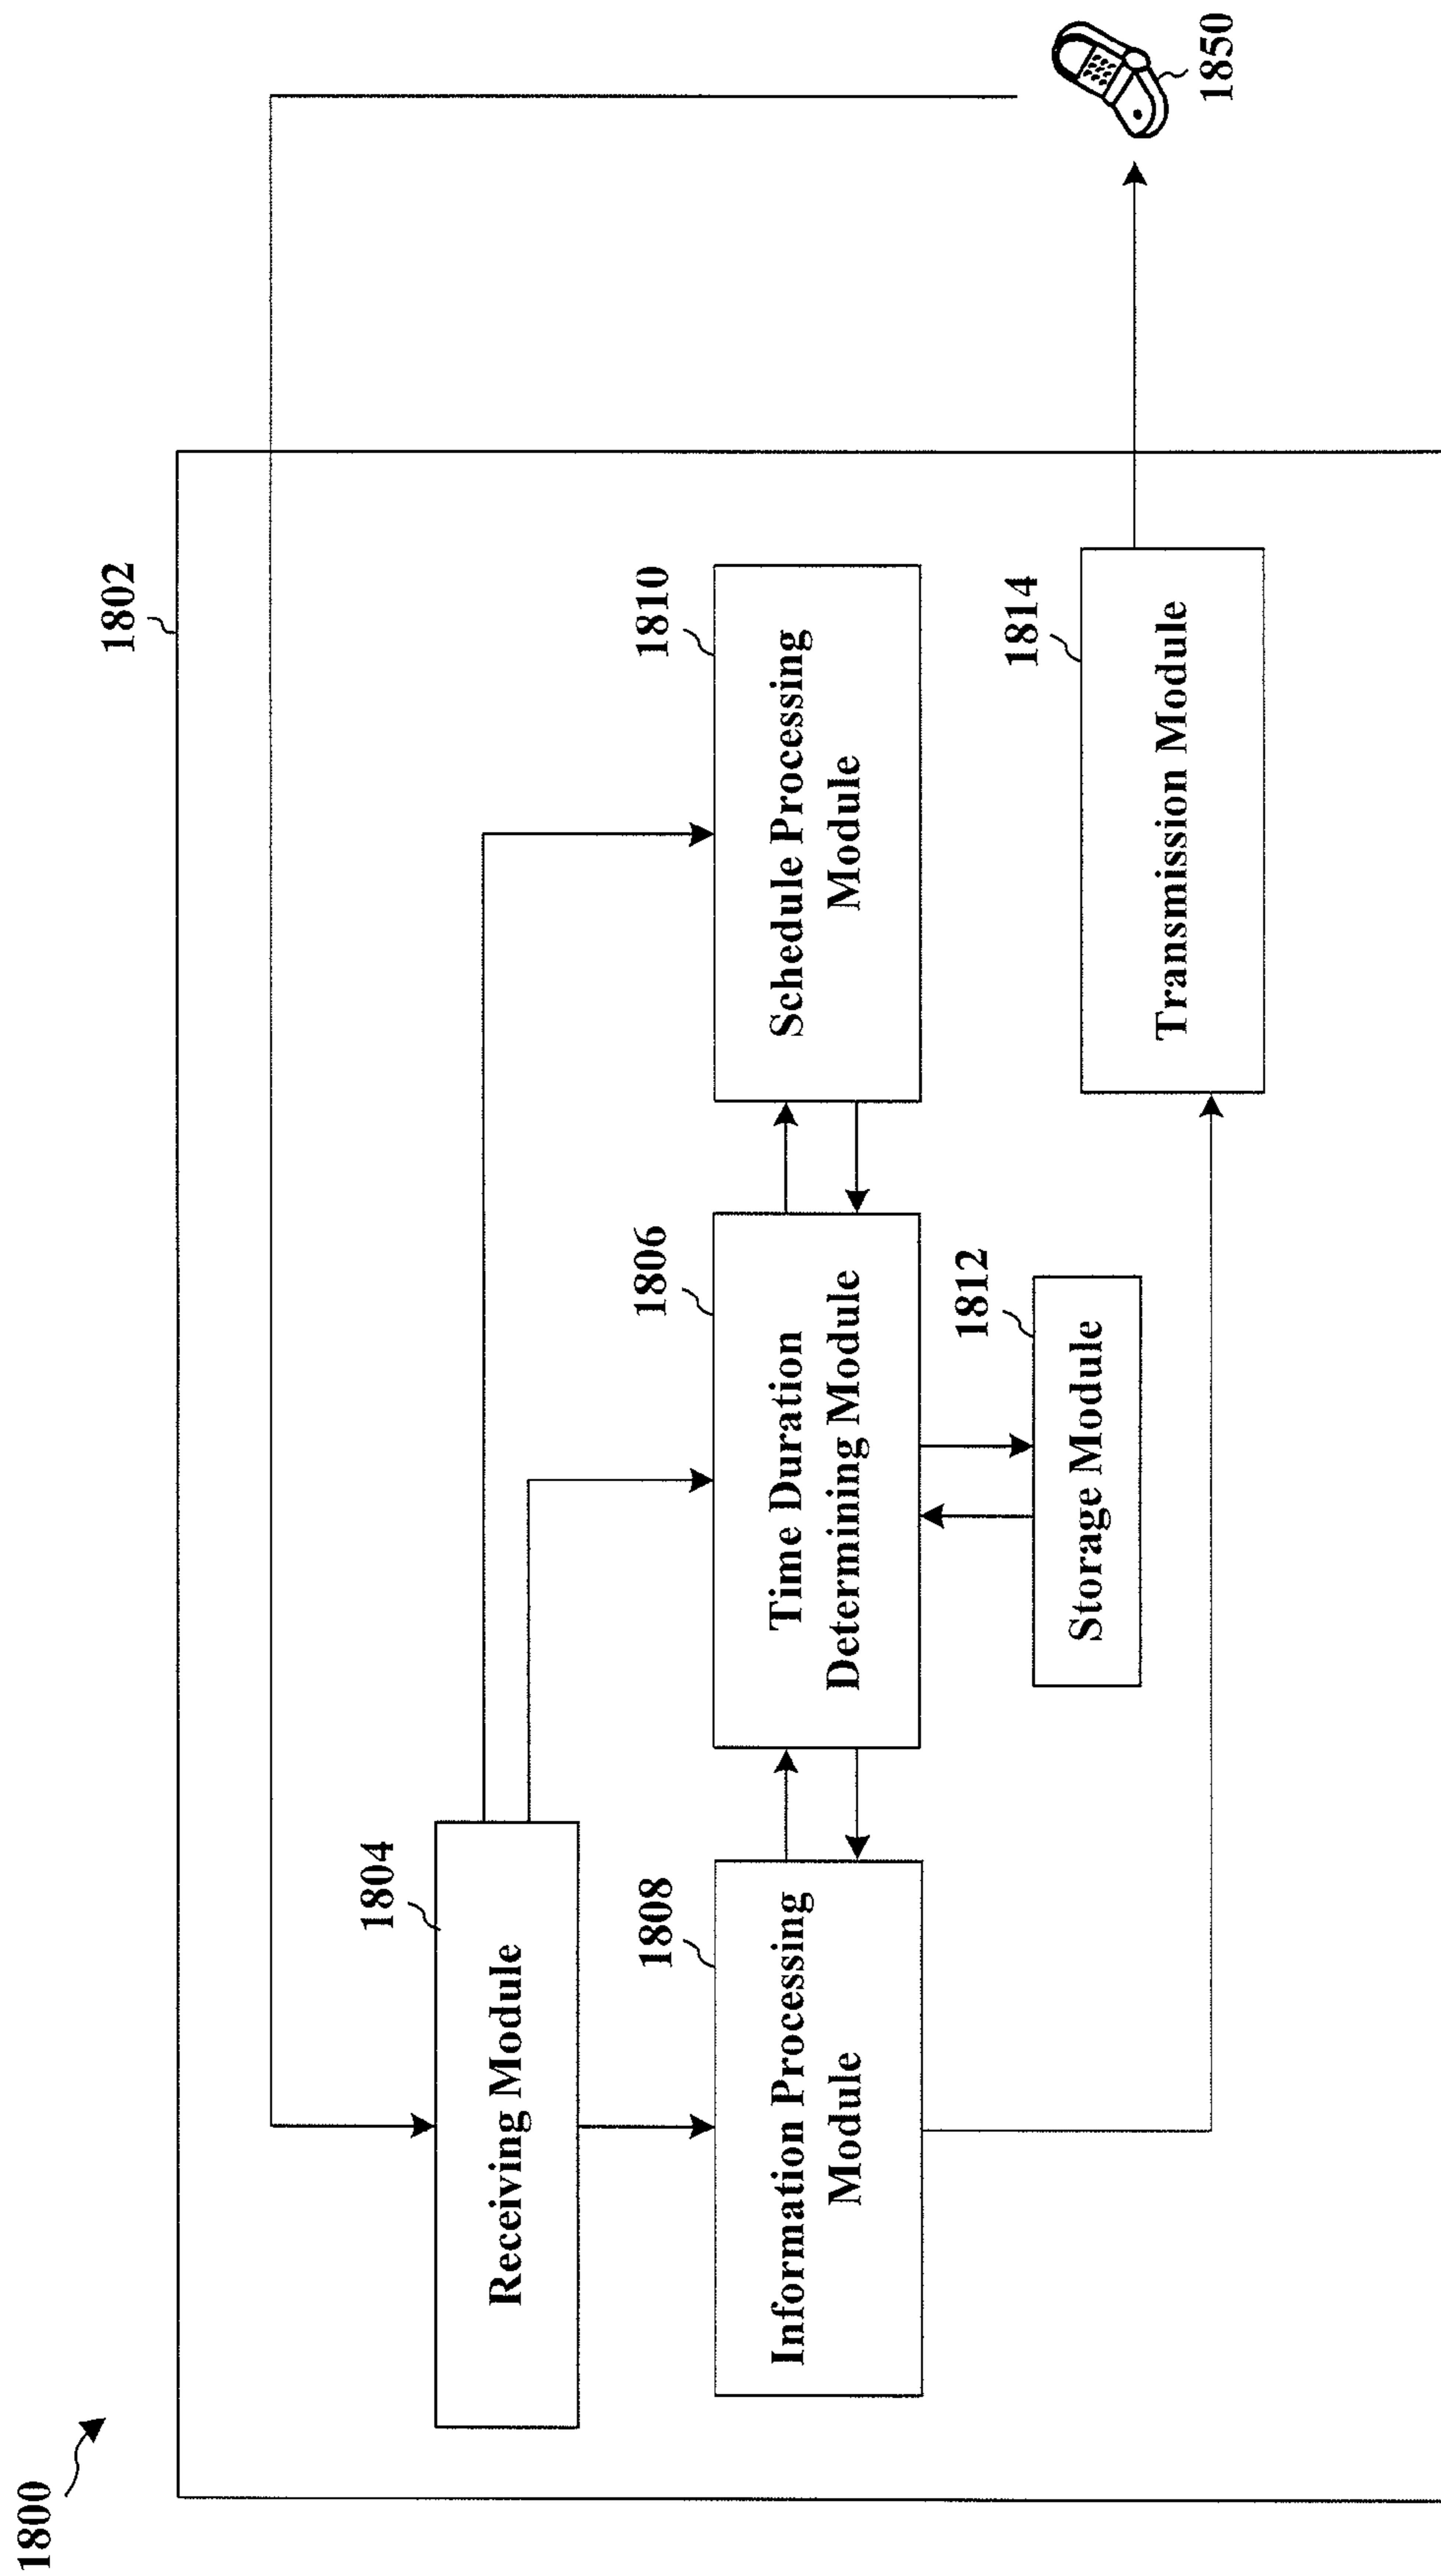 1800
1802
1804
Receiving Module
1808
Information Processing
Module
1806
Time Duration
Determining Module
1810
Schedule Processing
Module
1812
Storage Module
1814
Transmission Module
1850